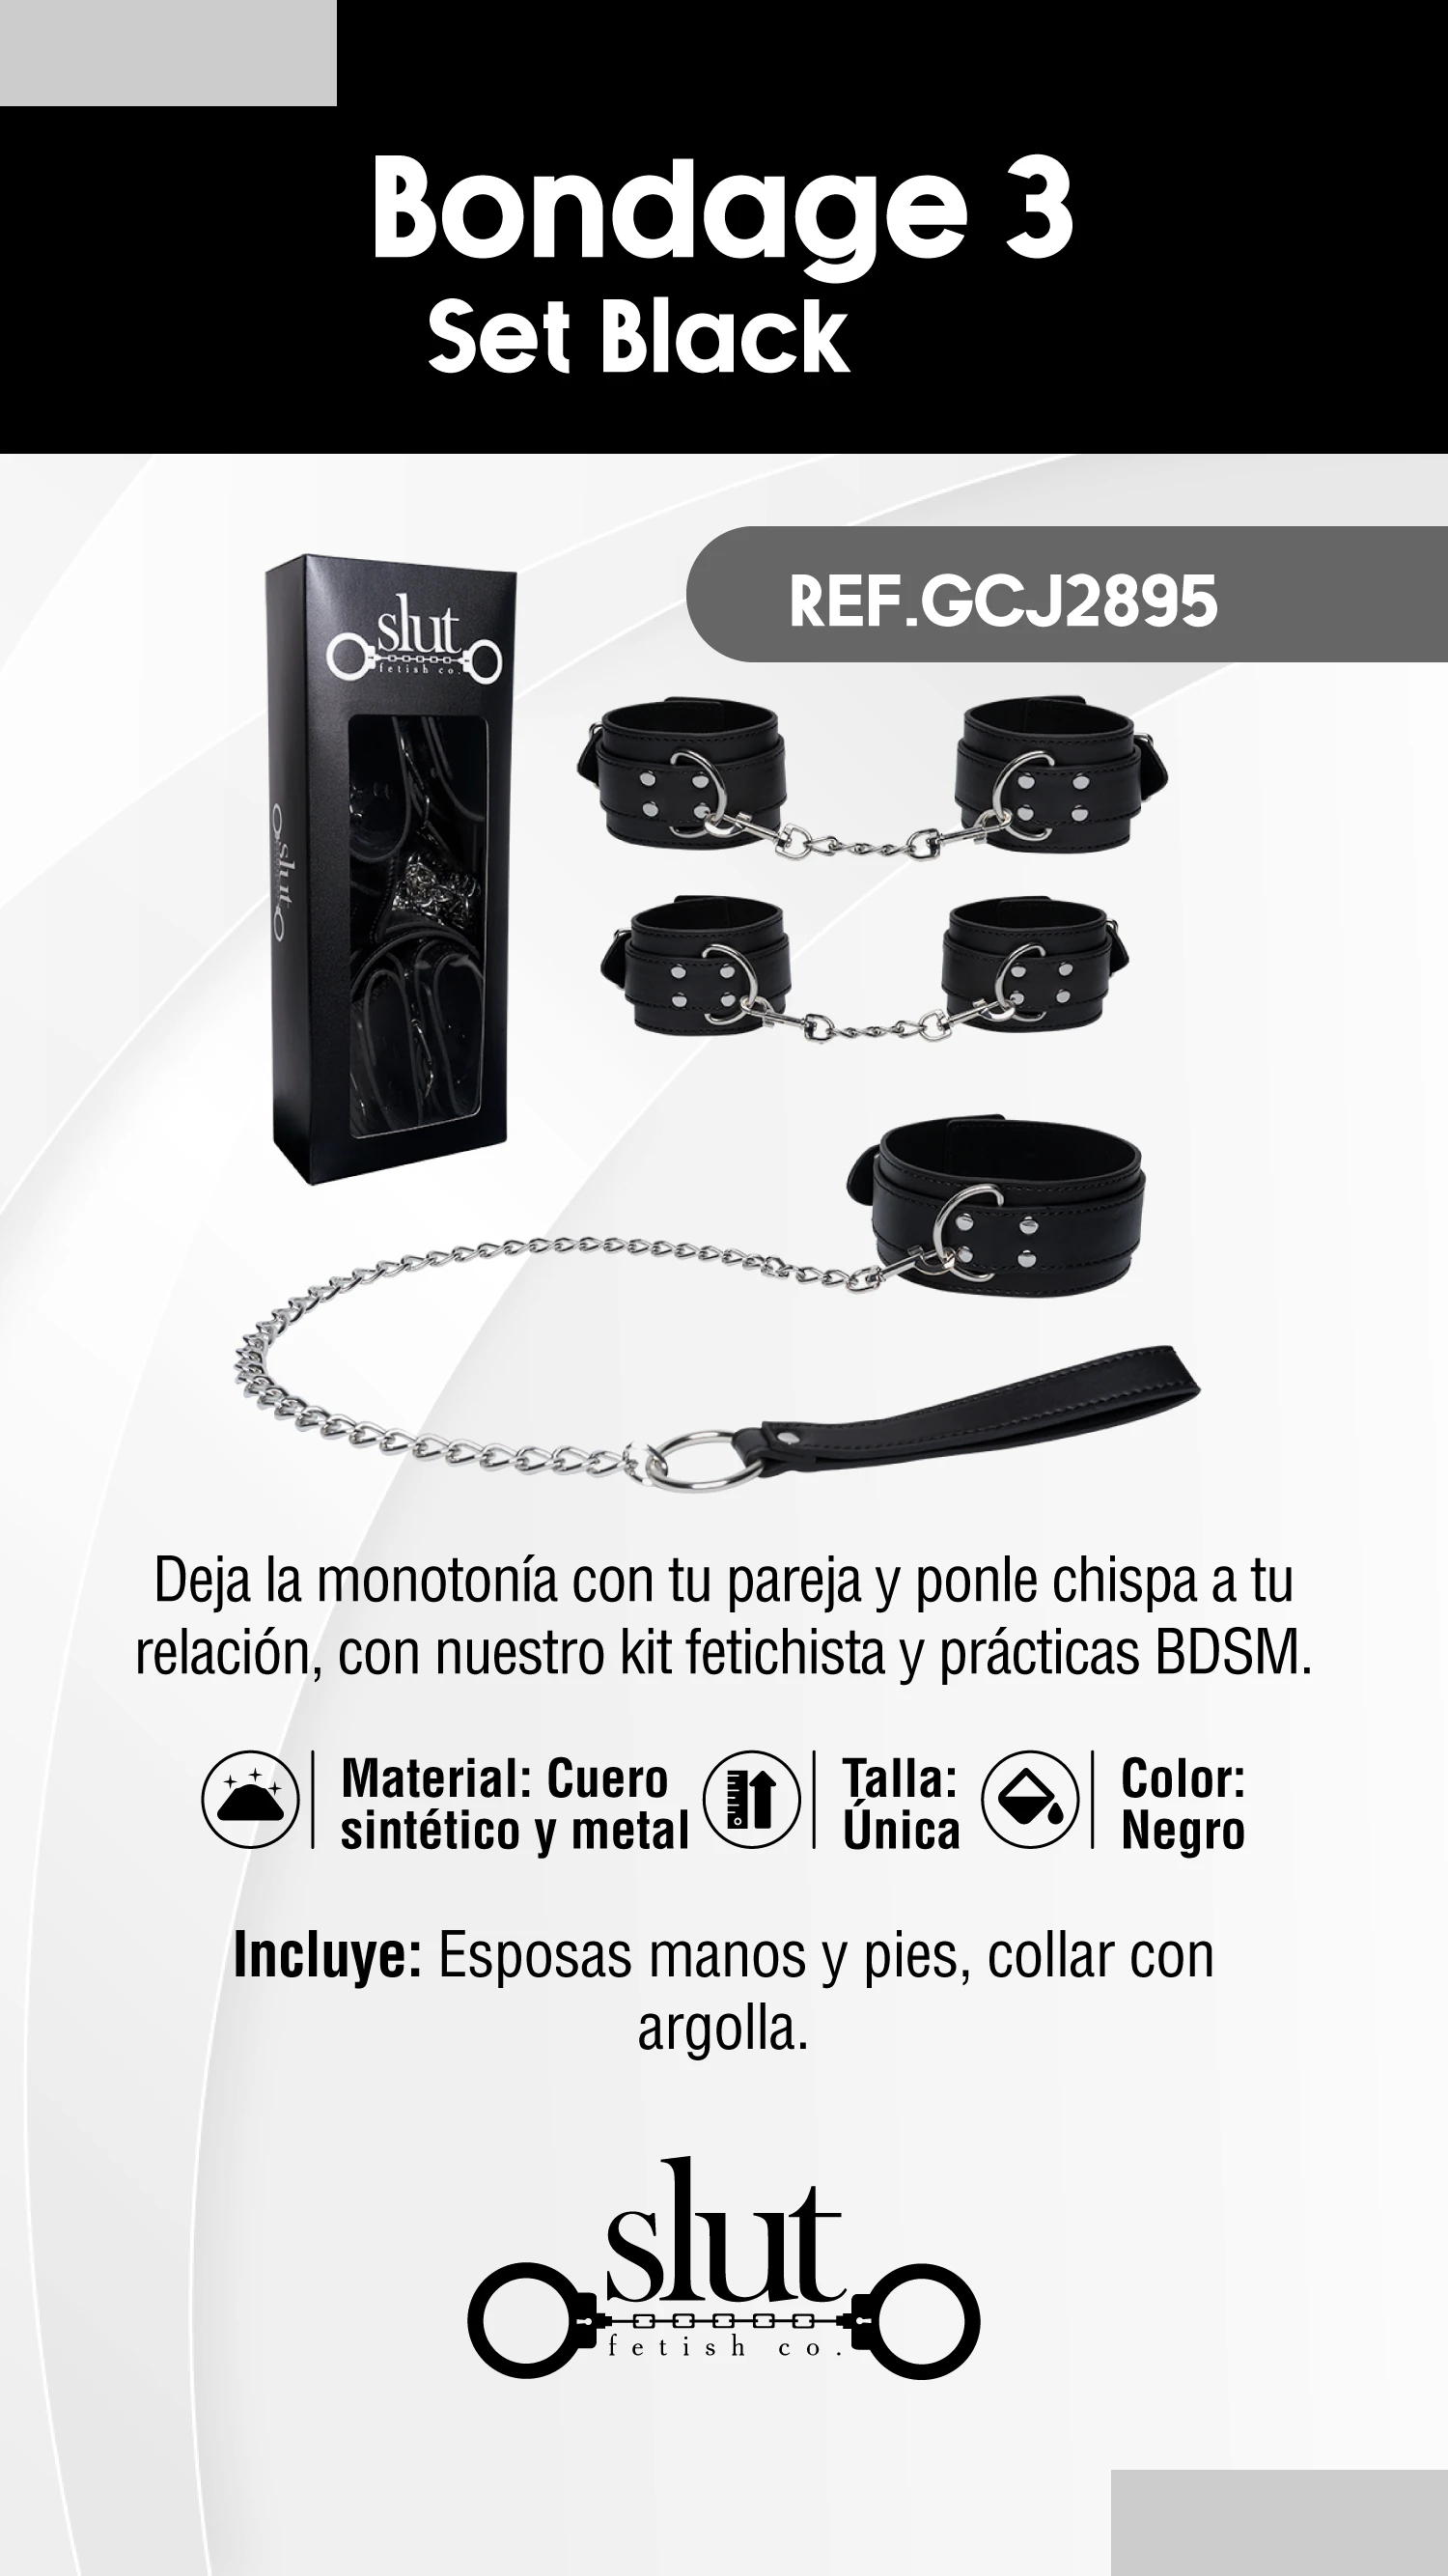 Bondage 3
Set Black
REF.GCJ2895
slut
fetish co.
slut
Deja la monotonía con tu pareja y ponle chispa a tu
relación, con nuestro kit fetichista y prácticas BDSM.
Material: Cuero
sintético y metal
Talla:
Única
Color:
Negro
Incluye: Esposas manos y pies, collar con
argolla.
slut
fetish co.